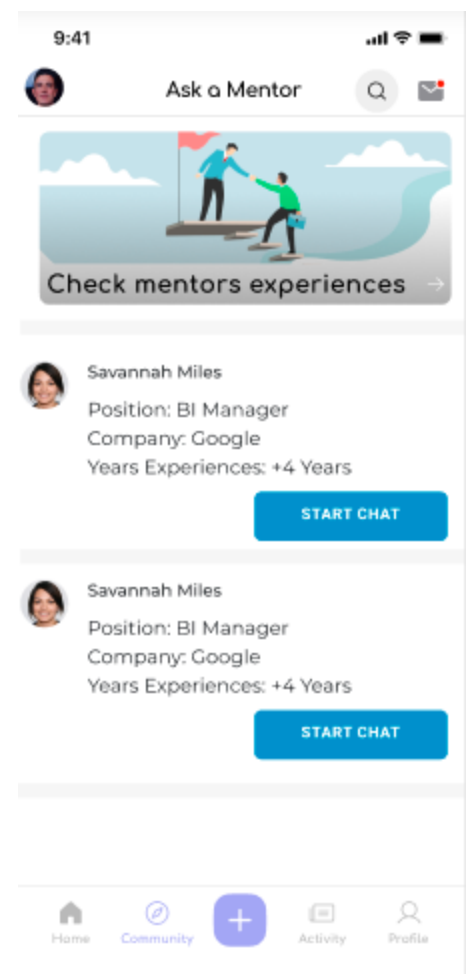 9:41
Ask a Mentor
Check mentors experiences →
Savannah Miles
Position: BI Manager
Company: Google
Years Experiences: +4 Years
START CHAT
Savannah Miles
Position: BI Manager
Company: Google
Years Experiences: +4 Years
START CHAT
Home Community Activity Profile